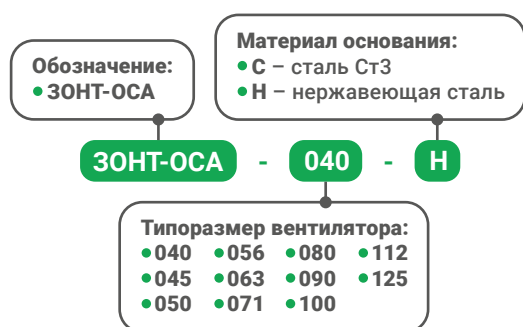 Обозначение:
• ЗОНТ-ОСА
Материал основания:
• С – сталь Ст3
• Н – нержавеющая сталь
ЗОНТ-ОСА - 040 - Н
Типоразмер вентилятора:
• 040 • 056 • 080 • 112
• 045 • 063 • 090 • 125
• 050 • 071 • 100